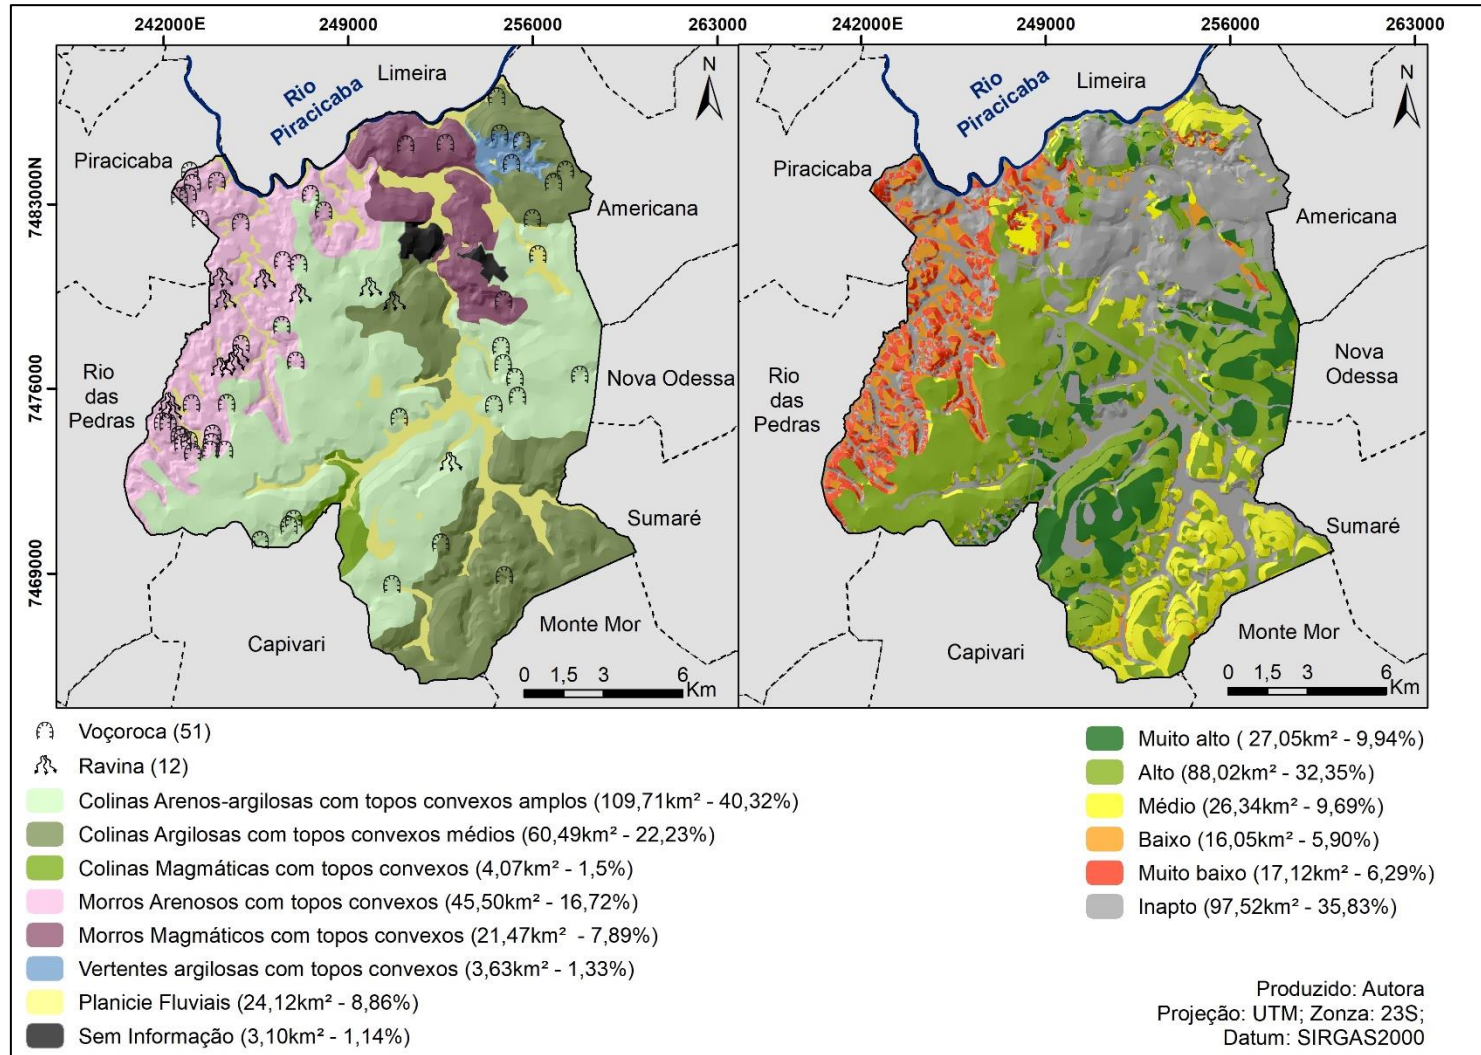 242000E 249000 256000 263000
242000E 249000 256000 263000
7483000N
7476000
7469000
Limeira
N
Rio
Piracicaba
Piracicaba
Americana
Rio
das
Pedras
Nova Odessa
Sumaré
Capivari
Monte Mor
0 1,5 3 6
Km
Limeira
N
Rio
Piracicaba
Piracicaba
Americana
Rio
das
Pedras
Nova
Odessa
Sumaré
Capivari
Monte Mor
0 1,5 3 6
Km
Voçoroca (51)
Ravina (12)
Colinas Arenos-argilosas com topos convexos amplos (109,71km² - 40,32%)
Colinas Argilosas com topos convexos médios (60,49km² - 22,23%)
Colinas Magmáticas com topos convexos (4,07km² - 1,5%)
Morros Arenosos com topos convexos (45,50km² - 16,72%)
Morros Magmáticos com topos convexos (21,47km² - 7,89%)
Vertentes argilosas com topos convexos (3,63km² - 1,33%)
Planicie Fluviais (24,12km² - 8,86%)
Sem Informação (3,10km² - 1,14%)
Muito alto ( 27,05km² - 9,94%)
Alto (88,02km² - 32,35%)
Médio (26,34km² - 9,69%)
Baixo (16,05km² - 5,90%)
Muito baixo (17,12km² - 6,29%)
Inapto (97,52km² - 35,83%)
Produzido: Autora
Projeção: UTM; Zonza: 23S;
Datum: SIRGAS2000